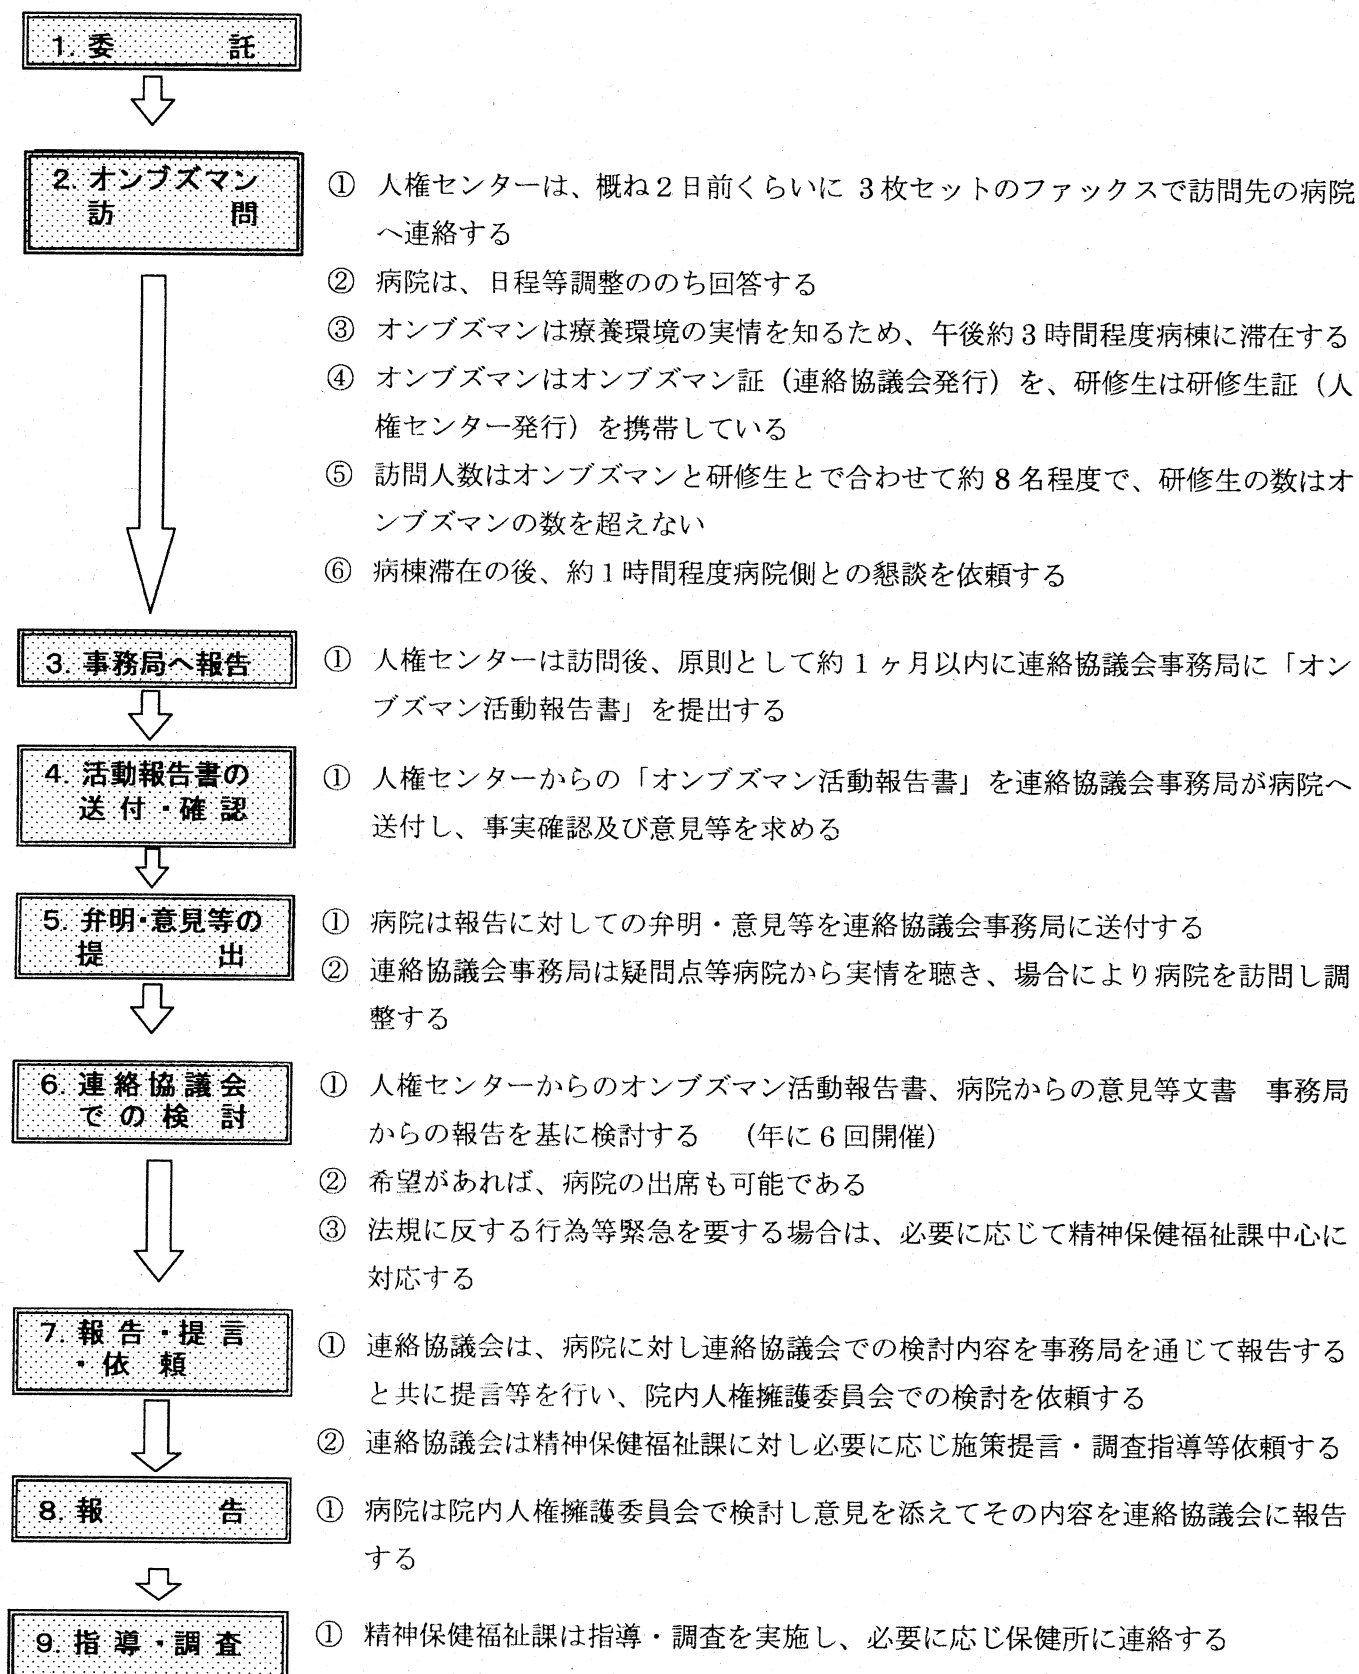 1. 委 託
2. オンブズマン
訪 問
① 人権センターは、概ね2日前くらいに 3枚セットのファックスで訪問先の病院
へ連絡する
② 病院は、日程等調整ののち回答する
③ オンブズマンは療養環境の実情を知るため、午後約3時間程度病棟に滞在する
④ オンブズマンはオンブズマン証（連絡協議会発行）を、研修生は研修生証（人
権センター発行）を携帯している
⑤ 訪問人数はオンブズマンと研修生とで合わせて約8名程度で、研修生の数はオ
ンブズマンの数を超えない
⑥ 病棟滞在の後、約1時間程度病院側との懇談を依頼する
3. 事務局へ報告
① 人権センターは訪問後、原則として約1ヶ月以内に連絡協議会事務局に「オン
ブズマン活動報告書」を提出する
4. 活動報告書の
送付・確認
① 人権センターからの「オンブズマン活動報告書」を連絡協議会事務局が病院へ
送付し、事実確認及び意見等を求める
5. 弁明・意見等の
提 出
① 病院は報告に対しての弁明・意見等を連絡協議会事務局に送付する
② 連絡協議会事務局は疑問点等病院から実情を聴き、場合により病院を訪問し調
整する
6. 連絡協議会
での検討
① 人権センターからのオンブズマン活動報告書、病院からの意見等文書　事務局
からの報告を基に検討する　（年に6回開催）
② 希望があれば、病院の出席も可能である
③ 法規に反する行為等緊急を要する場合は、必要に応じて精神保健福祉課中心に
対応する
7. 報告・提言
・依頼
① 連絡協議会は、病院に対し連絡協議会での検討内容を事務局を通じて報告する
と共に提言等を行い、院内人権擁護委員会での検討を依頼する
② 連絡協議会は精神保健福祉課に対し必要に応じ施策提言・調査指導等依頼する
8. 報 告
① 病院は院内人権擁護委員会で検討し意見を添えてその内容を連絡協議会に報告
する
9. 指導・調査
① 精神保健福祉課は指導・調査を実施し、必要に応じ保健所に連絡する